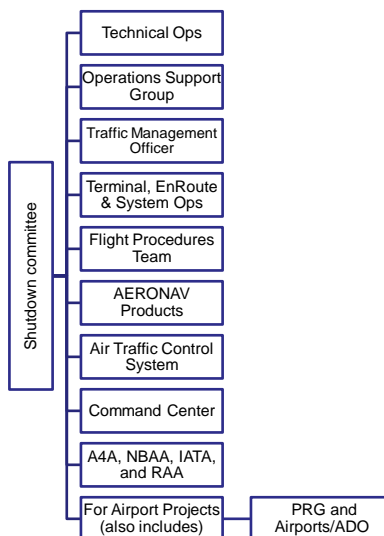 Shutdown committee
Technical Ops
Operations Support
Group
Traffic Management
Officer
Terminal, EnRoute
& System Ops
Flight Procedures
Team
AERONAV
Products
Air Traffic Control
System
Command Center
A4A, NBAA, IATA,
and RAA
For Airport Projects
(also includes)
PRG and
Airports/ADO